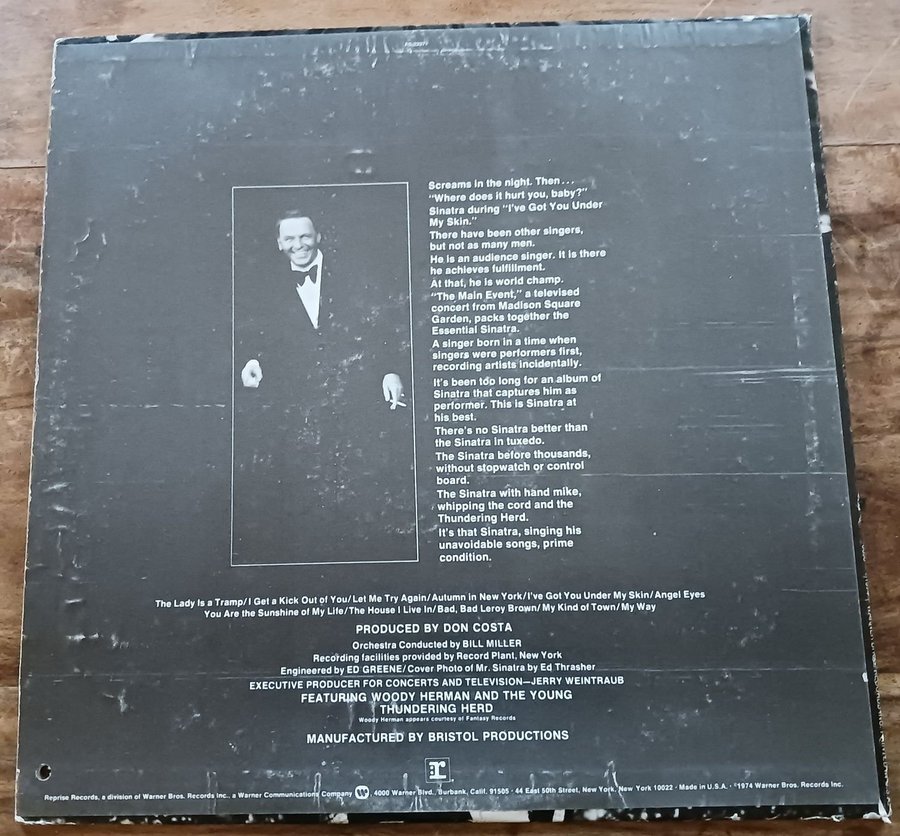 Screams in the night. Then...
"Where does it hurt you, baby?"
Sinatra during "I've Got You Under
My Skin."
There have been other singers,
but not as many men.
He is an audience singer. It is there
he achieves fulfillment.
At that, he is world champ.
"The Main Event," a televised
concert from Madison Square
Garden, packs together the
Essential Sinatra.
A singer born in a time when
singers were performers first,
recording artists incidentally.
It's been too long for an album of
Sinatra that captures him as
performer. This is Sinatra at
his best.
There's no Sinatra better than
the Sinatra in tuxedo.
The Sinatra before thousands,
without stopwatch or control
board.
The Sinatra with hand mike,
whipping the cord and the
Thundering Herd.
It's that Sinatra, singing his
unavoidable songs, prime
condition.
The Lady Is a Tramp/I Get a Kick Out of You/Let Me Try Again/Autumn in New York/I've Got You Under My Skin/Angel Eyes
You Are the Sunshine of My Life/The House I Live In/Bad, Bad Leroy Brown/My Kind of Town/My Way
PRODUCED BY DON COSTA
Orchestra Conducted by BILL MILLER
Recording facilities provided by Record Plant, New York
Engineered by ED GREENE/Cover Photo of Mr. Sinatra by Ed Thrasher
EXECUTIVE PRODUCER FOR CONCERTS AND TELEVISION—JERRY WEINTRAUB
FEATURING WOODY HERMAN AND THE YOUNG
THUNDERING HERD
Woody Herman appears courtesy of Fantasy Records
MANUFACTURED BY BRISTOL PRODUCTIONS
r:
Reprise Records, a division of Warner Bros. Records Inc., a Warner Communications Company W 4000 Warner Blvd., Burbank, Calif. 91505 · 44 East 50th Street, New York, New York 10022 · Made in U.S.A. · ©1974 Warner Bros. Records Inc.